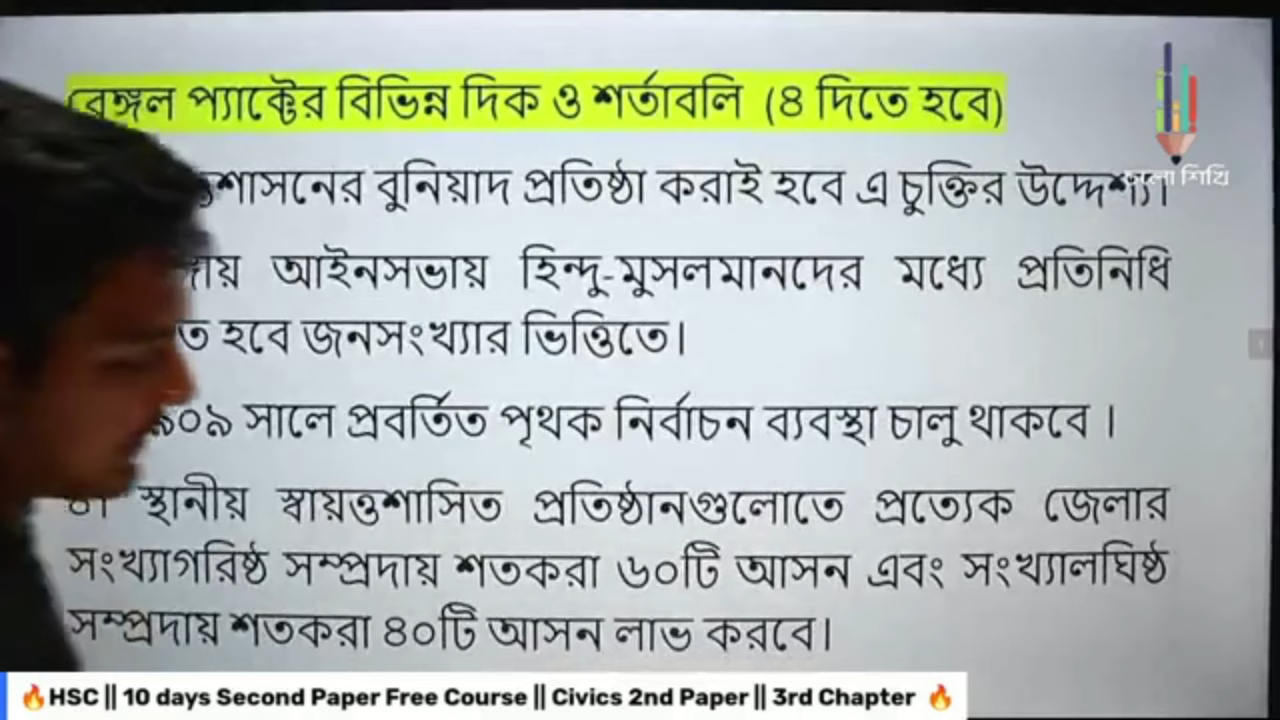 বেঙ্গল প্যাক্টের বিভিন্ন দিক ও শর্তাবলি (৪ দিতে হবে)
বুনিয়াদ প্রতিষ্ঠা করাই হবে এ চুক্তির উদ্দেশ্য।
আইনসভায় হিন্দু-মুসলমানদের মধ্যে প্রতিনিধি
হবে জনসংখ্যার ভিত্তিতে।
সালে প্রবর্তিত পৃথক নির্বাচন ব্যবস্থা চালু থাকবে ।
স্থানীয় স্বায়ত্তশাসিত প্রতিষ্ঠানগুলোতে প্রত্যেক জেলার
সংখ্যাগরিষ্ঠ সম্প্রদায় শতকরা ৬০টি আসন এবং সংখ্যালঘিষ্ঠ
সম্প্রদায় শতকরা ৪০টি আসন লাভ করবে।
🔥HSC || 10 days Second Paper Free Course || Civics 2nd Paper || 3rd Chapter 🔥